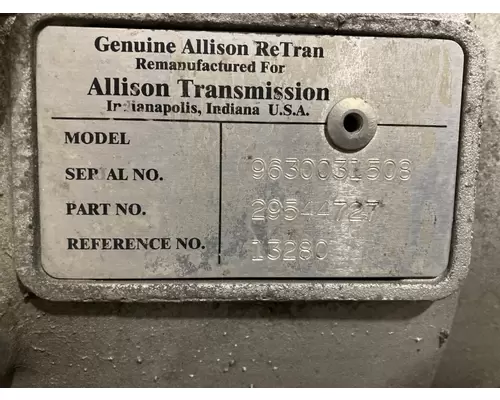 Genuine Allison ReTran
Remanufactured For
Allison Transmission
Indianapolis, Indiana U.S.A.
MODEL
SERIAL NO. 9630031508
PART NO. 29544727
REFERENCE NO. 13280